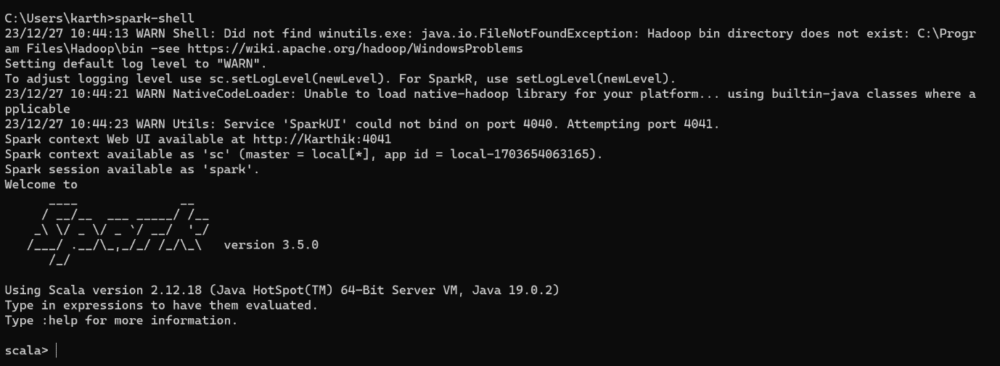 C:\Users\karth>spark-shell
23/12/27 10:44:13 WARN Shell: Did not find winutils.exe: java.io.FileNotFoundException: Hadoop bin directory does not exist: C:\Progr
am Files\Hadoop\bin -see https://wiki.apache.org/hadoop/WindowsProblems
Setting default log level to "WARN".
To adjust logging level use sc.setLogLevel(newLevel). For SparkR, use setLogLevel(newLevel).
23/12/27 10:44:21 WARN NativeCodeLoader: Unable to load native-hadoop library for your platform... using builtin-java classes where a
pplicable
23/12/27 10:44:23 WARN Utils: Service 'SparkUI' could not bind on port 4040. Attempting port 4041.
Spark context Web UI available at http://Karthik:4041
Spark context available as 'sc' (master = local[*], app id = local-1703654063165).
Spark session available as 'spark'.
Welcome to
      ____              __
     / __/__  ___ _____/ /__
    _\ \/ _ \/ _ `/ __/  '_/
   /___/ .__/\_,_/_/ /_/\_\   version 3.5.0
      /_/
Using Scala version 2.12.18 (Java HotSpot(TM) 64-Bit Server VM, Java 19.0.2)
Type in expressions to have them evaluated.
Type :help for more information.
scala>